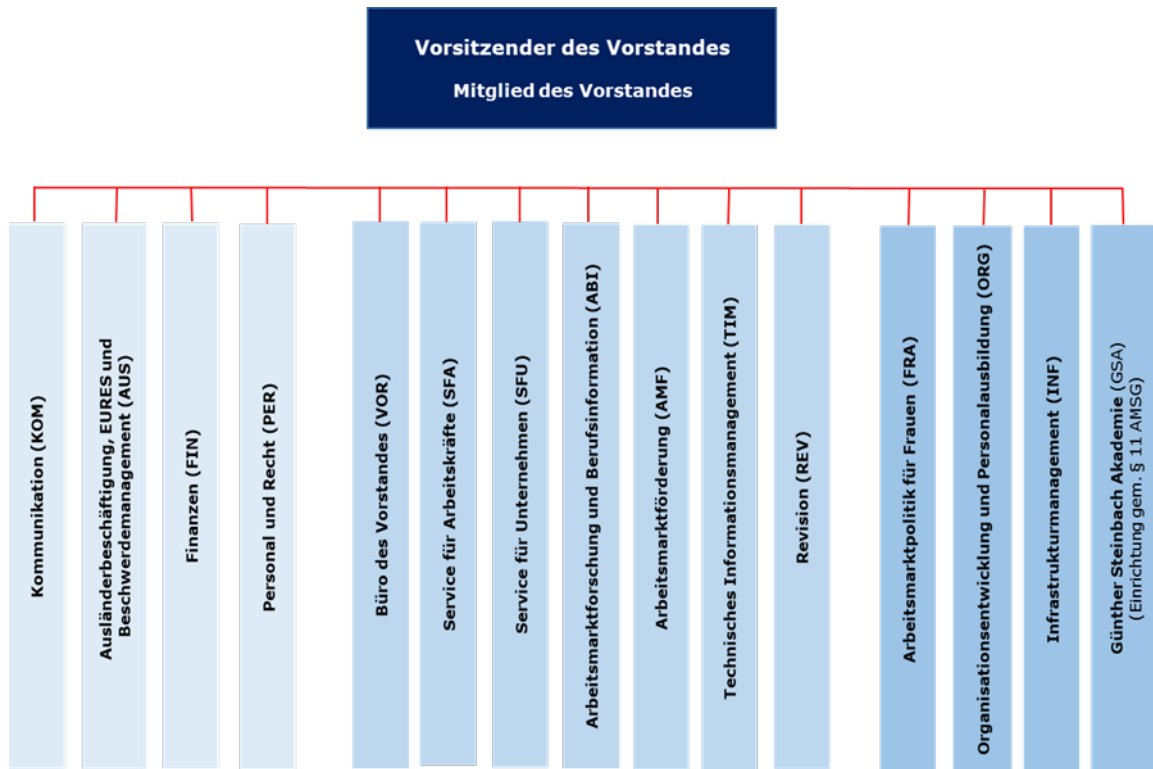 Vorsitzender des Vorstandes
Mitglied des Vorstandes
Kommunikation (KOM)
Ausländerbeschäftigung, EURES und
Beschwerdemanagement (AUS)
Finanzen (FIN)
Personal und Recht (PER)
Büro des Vorstandes (VOR)
Service für Arbeitskräfte (SFA)
Service für Unternehmen (SFU)
Arbeitsmarktforschung und Berufsinformation (ABI)
Arbeitsmarktförderung (AMF)
Technisches Informationsmanagement (TIM)
Revision (REV)
Arbeitsmarktpolitik für Frauen (FRA)
Organisationsentwicklung und Personalausbildung (ORG)
Infrastrukturmanagement (INF)
Günther Steinbach Akademie (GSA)
(Einrichtung gem. § 11 AMSG)